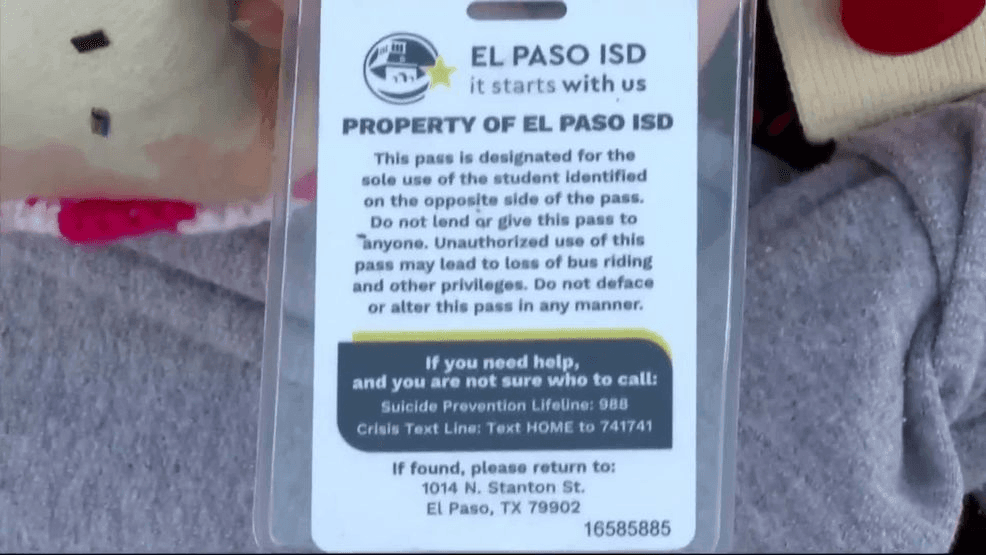 EL PASO ISD
it starts with us
PROPERTY OF EL PASO ISD
This pass is designated for the
sole use of the student identified
on the opposite side of the pass.
Do not lend or give this pass to
anyone. Unauthorized use of this
pass may lead to loss of bus riding
and other privileges. Do not deface
or alter this pass in any manner.
If you need help,
and you are not sure who to call:
Suicide Prevention Lifeline: 988
Crisis Text Line: Text HOME to 741741
If found, please return to:
1014 N. Stanton St.
El Paso, TX 79902
16585885